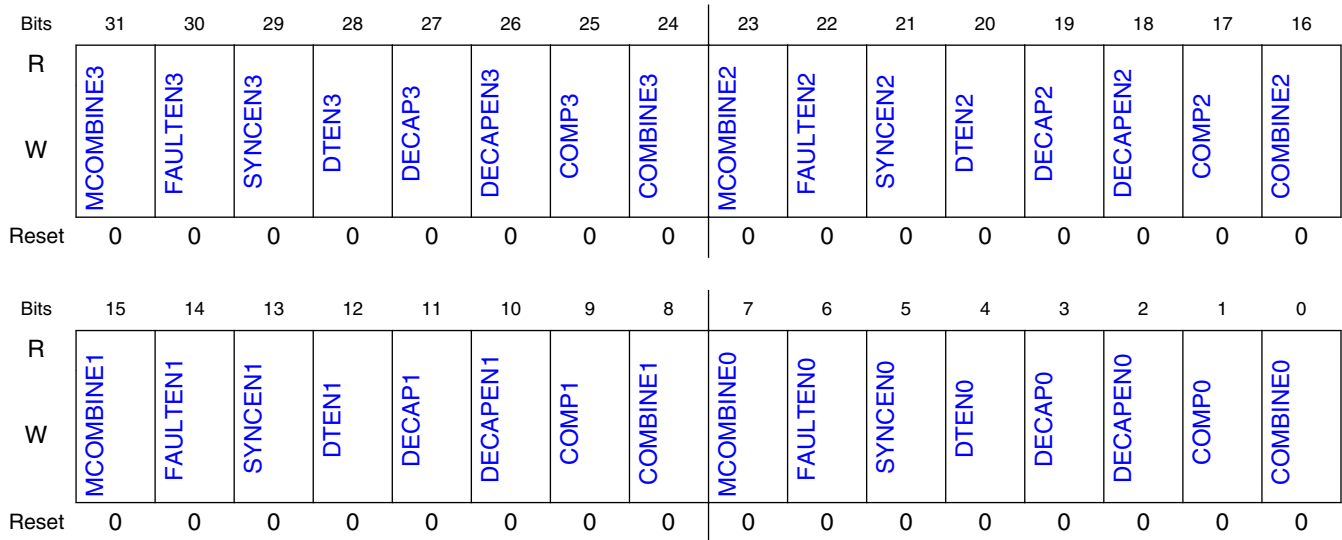 Bits 31 30 29 28 27 26 25 24 23 22 21 20 19 18 17 16
R
W
MCOMBINE3 FAULTEN3 SYNCEN3 DTEN3 DECAP3 DECAPEN3 COMP3 COMBINE3 MCOMBINE2 FAULTEN2 SYNCEN2 DTEN2 DECAP2 DECAPEN2 COMP2 COMBINE2
Reset 0 0 0 0 0 0 0 0 0 0 0 0 0 0 0 0
Bits 15 14 13 12 11 10 9 8 7 6 5 4 3 2 1 0
R
W
MCOMBINE1 FAULTEN1 SYNCEN1 DTEN1 DECAP1 DECAPEN1 COMP1 COMBINE1 MCOMBINE0 FAULTEN0 SYNCEN0 DTEN0 DECAP0 DECAPEN0 COMP0 COMBINE0
Reset 0 0 0 0 0 0 0 0 0 0 0 0 0 0 0 0